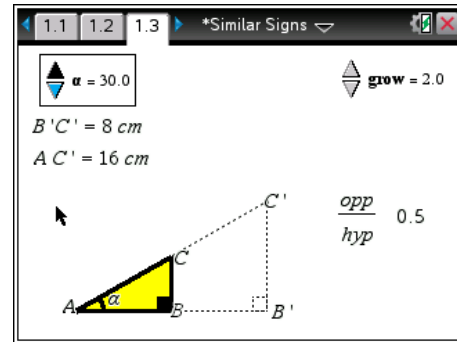 1.1 1.2 1.3 *Similar Signs
α = 30.0 grow = 2.0
B'C' = 8 cm
A C' = 16 cm
C'
opp
hyp
0.5
C
A α B B'